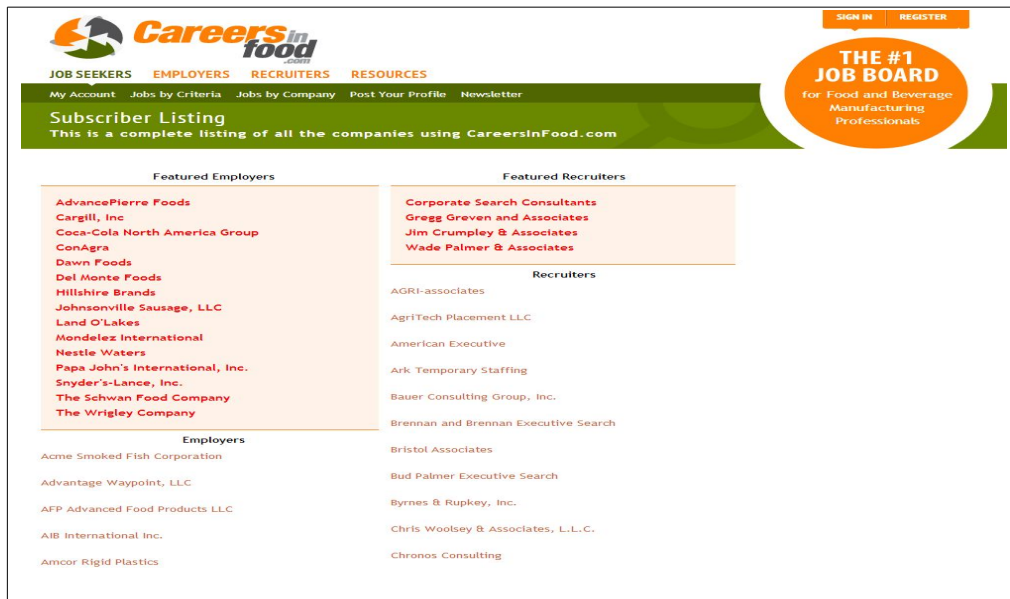 Careers in
food
.com
SIGN IN REGISTER
THE #1
JOB BOARD
for Food and Beverage
Manufacturing
Professionals
JOB SEEKERS EMPLOYERS RECRUITERS RESOURCES
My Account Jobs by Criteria Jobs by Company Post Your Profile Newsletter
Subscriber Listing
This is a complete listing of all the companies using CareersInFood.com
Featured Employers
AdvancePierre Foods
Cargill, Inc
Coca-Cola North America Group
ConAgra
Dawn Foods
Del Monte Foods
Hillshire Brands
Johnsonville Sausage, LLC
Land O'Lakes
Mondelez International
Nestle Waters
Papa John's International, Inc.
Snyder's-Lance, Inc.
The Schwan Food Company
The Wrigley Company
Employers
Acme Smoked Fish Corporation
Advantage Waypoint, LLC
AFP Advanced Food Products LLC
AIB International Inc.
Amcor Rigid Plastics
Featured Recruiters
Corporate Search Consultants
Gregg Greven and Associates
Jim Crumpley & Associates
Wade Palmer & Associates
Recruiters
AGRI-associates
AgriTech Placement LLC
American Executive
Ark Temporary Staffing
Bauer Consulting Group, Inc.
Brennan and Brennan Executive Search
Bristol Associates
Bud Palmer Executive Search
Byrnes & Rupkey, Inc.
Chris Woolsey & Associates, L.L.C.
Chronos Consulting